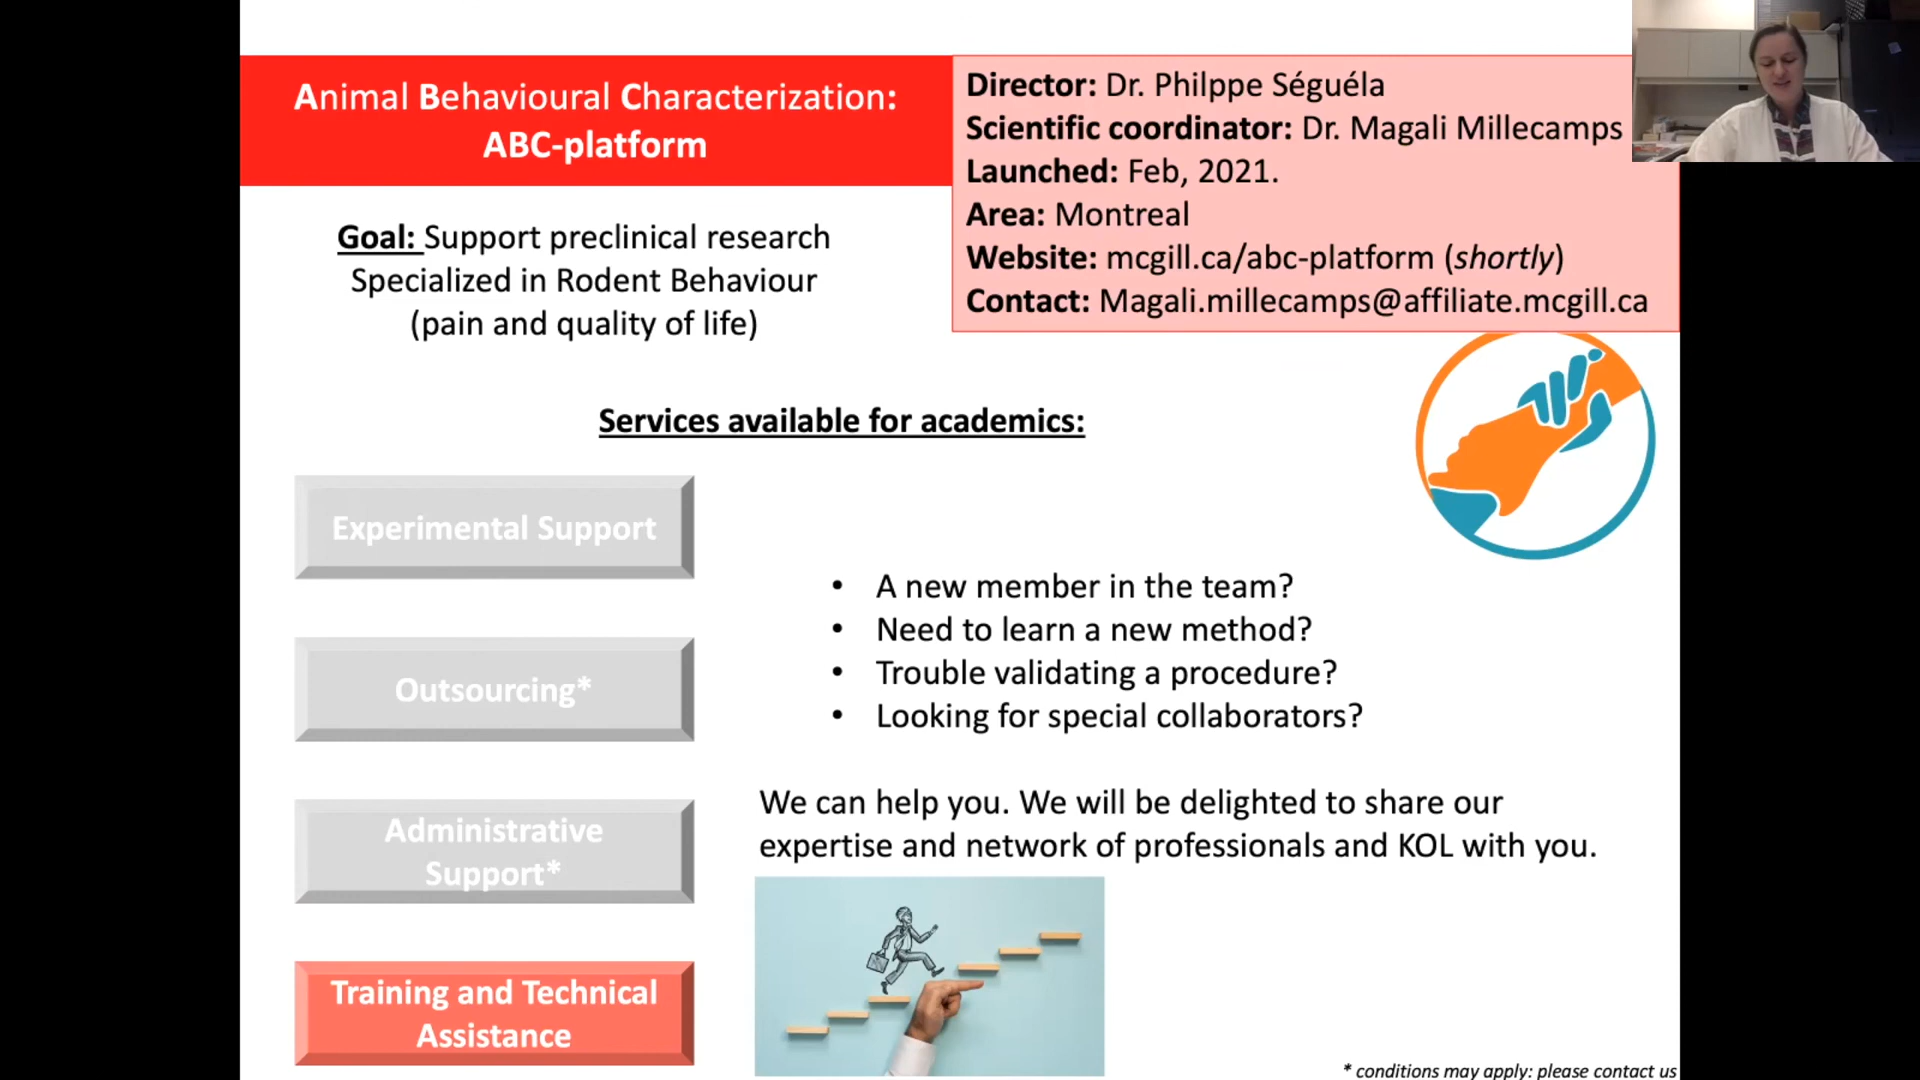 Animal Behavioural Characterization:
ABC-platform
Director: Dr. Philppe Séguéla
Scientific coordinator: Dr. Magali Millecamps
Launched: Feb, 2021.
Area: Montreal
Website: mcgill.ca/abc-platform (shortly)
Contact: Magali.millecamps@affiliate.mcgill.ca
Goal: Support preclinical research
Specialized in Rodent Behaviour
(pain and quality of life)
Services available for academics:
Experimental Support
Outsourcing*
Administrative
Support*
Training and Technical
Assistance
• A new member in the team?
• Need to learn a new method?
• Trouble validating a procedure?
• Looking for special collaborators?
We can help you. We will be delighted to share our
expertise and network of professionals and KOL with you.
* conditions may apply: please contact us